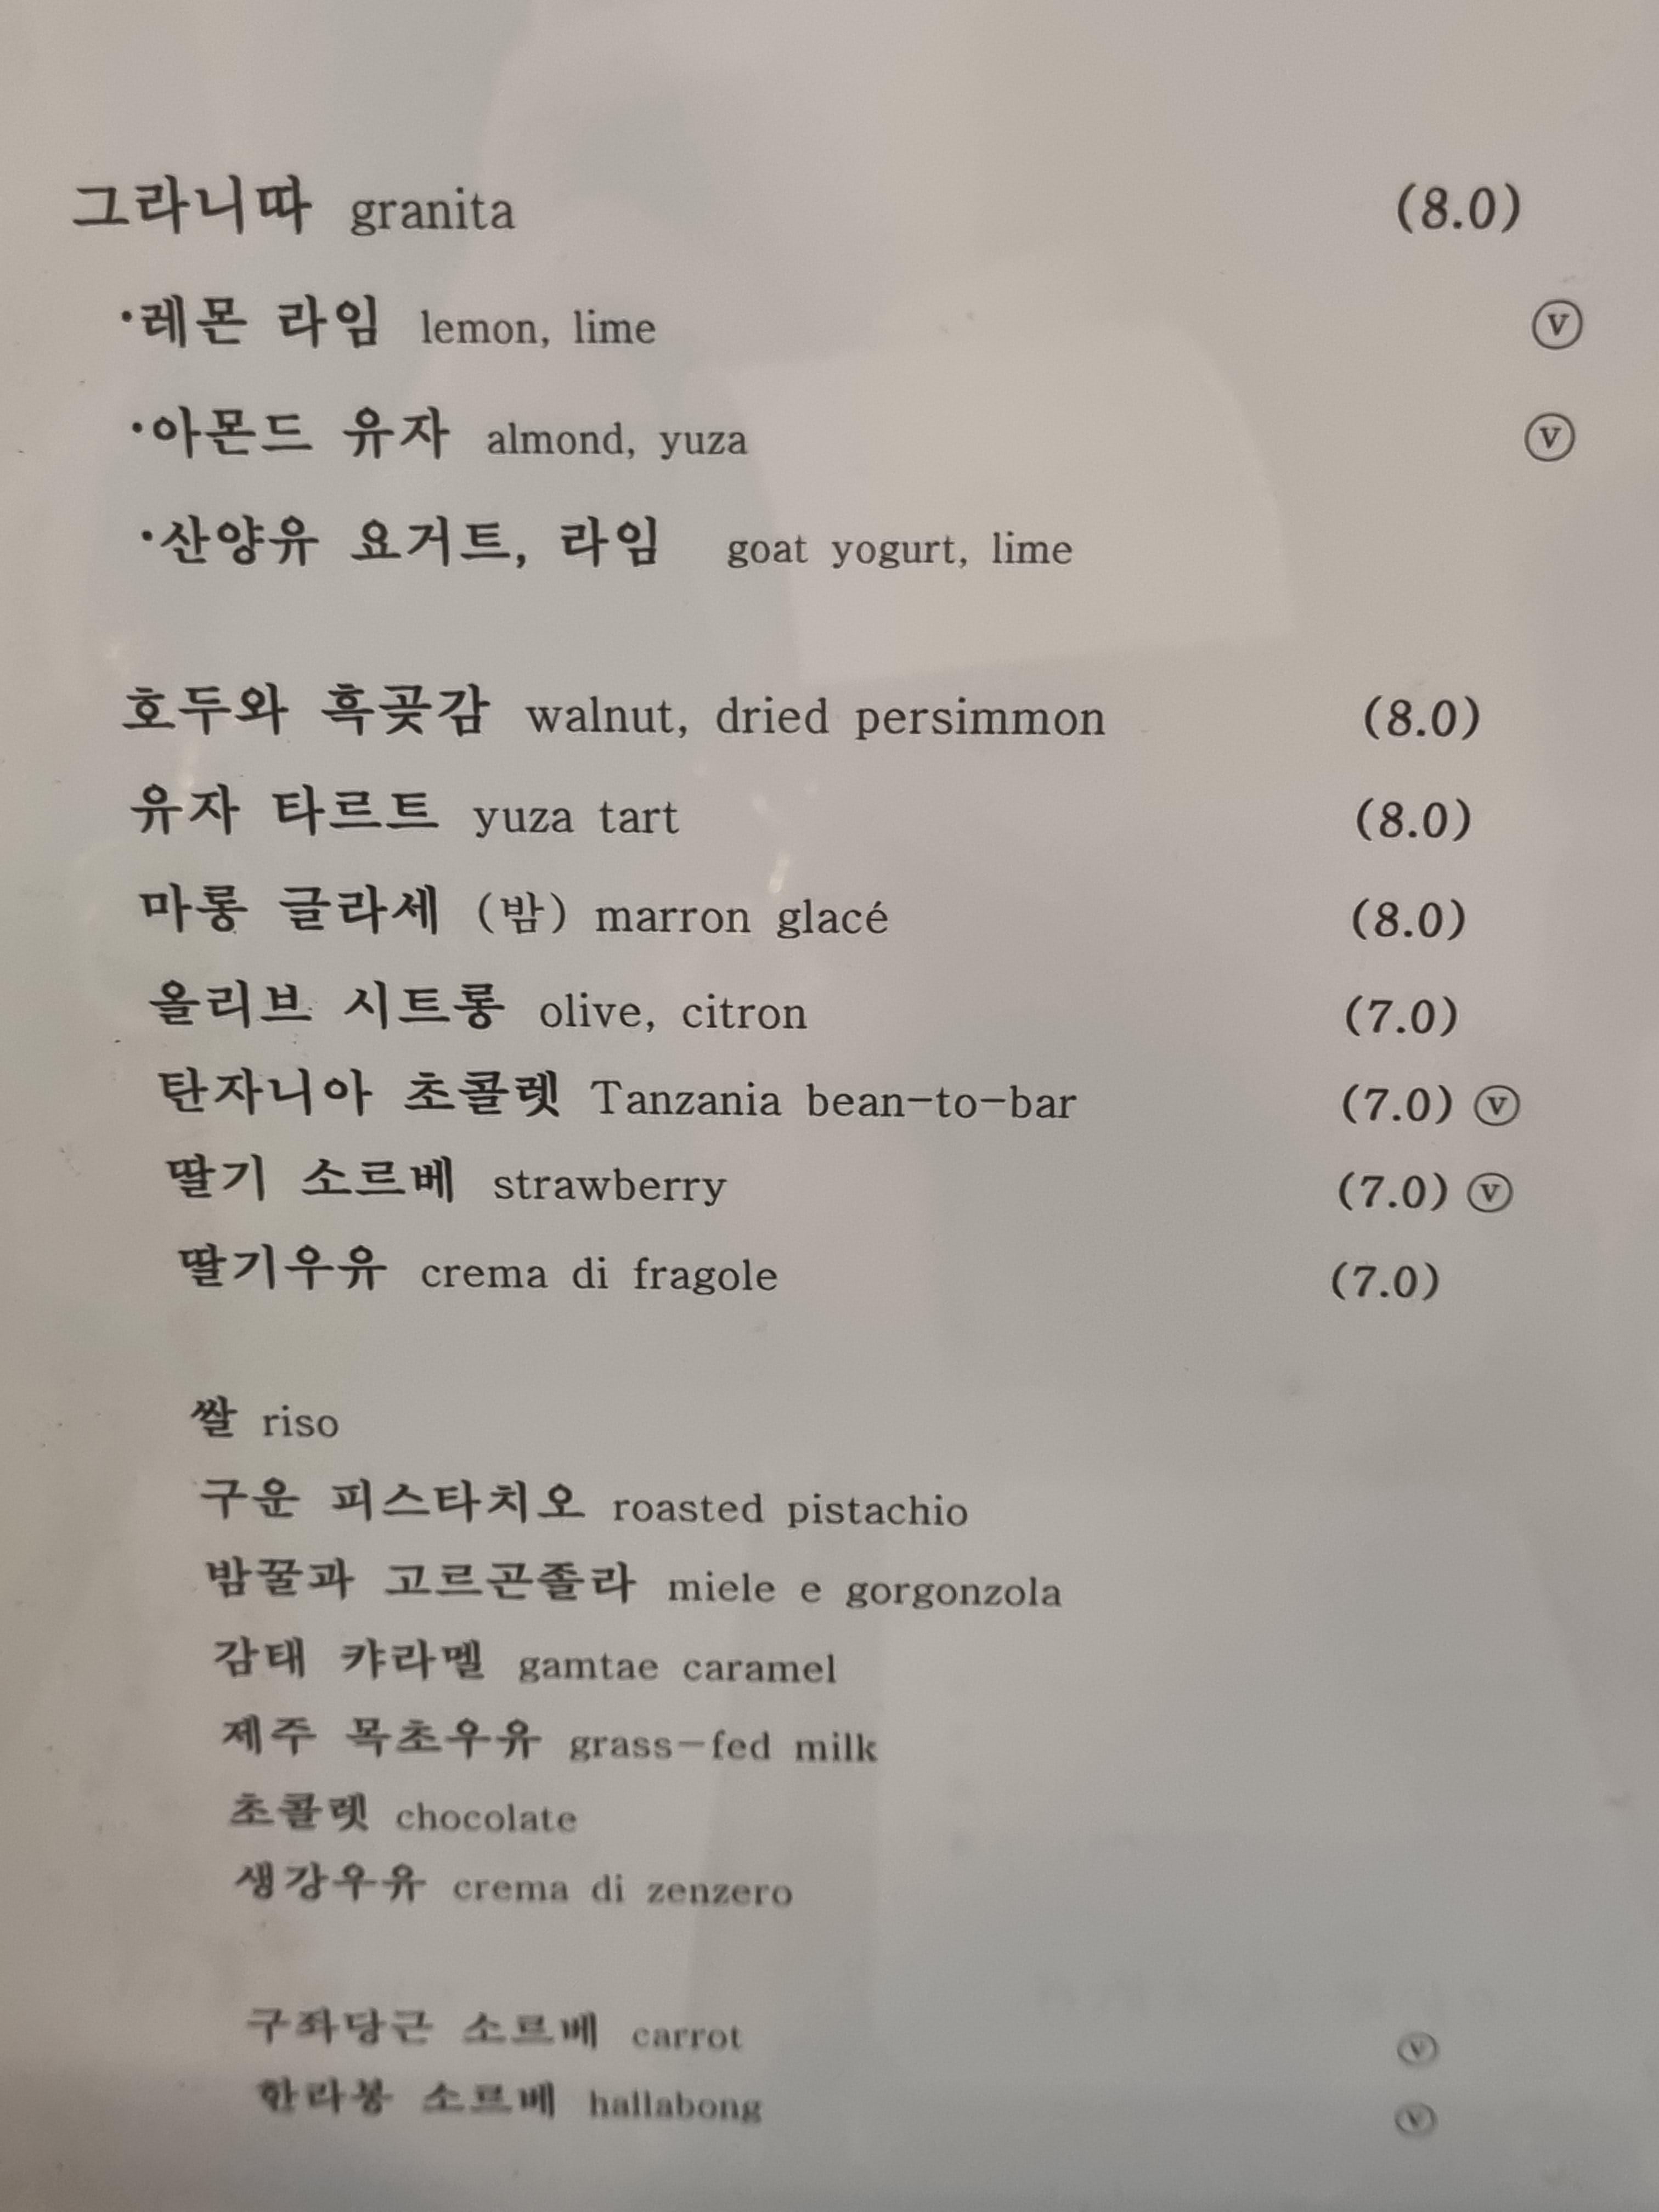 그라니따 granita (8.0)
·레몬 라임 lemon, lime ⓥ
·아몬드 유자 almond, yuza ⓥ
·산양유 요거트, 라임 goat yogurt, lime
호두와 흑곶감 walnut, dried persimmon (8.0)
유자 타르트 yuza tart (8.0)
마롱 글라세 (밤) marron glacé (8.0)
올리브 시트롱 olive, citron (7.0)
탄자니아 초콜렛 Tanzania bean-to-bar (7.0) ⓥ
딸기 소르베 strawberry (7.0) ⓥ
딸기우유 crema di fragole (7.0)
쌀 riso
구운 피스타치오 roasted pistachio
밤꿀과 고르곤졸라 miele e gorgonzola
감태 캬라멜 gamtae caramel
제주 목초우유 grass-fed milk
초콜렛 chocolate
생강우유 crema di zenzero
구좌당근 소르베 carrot ⓥ
한라봉 소르베 hallabong ⓥ